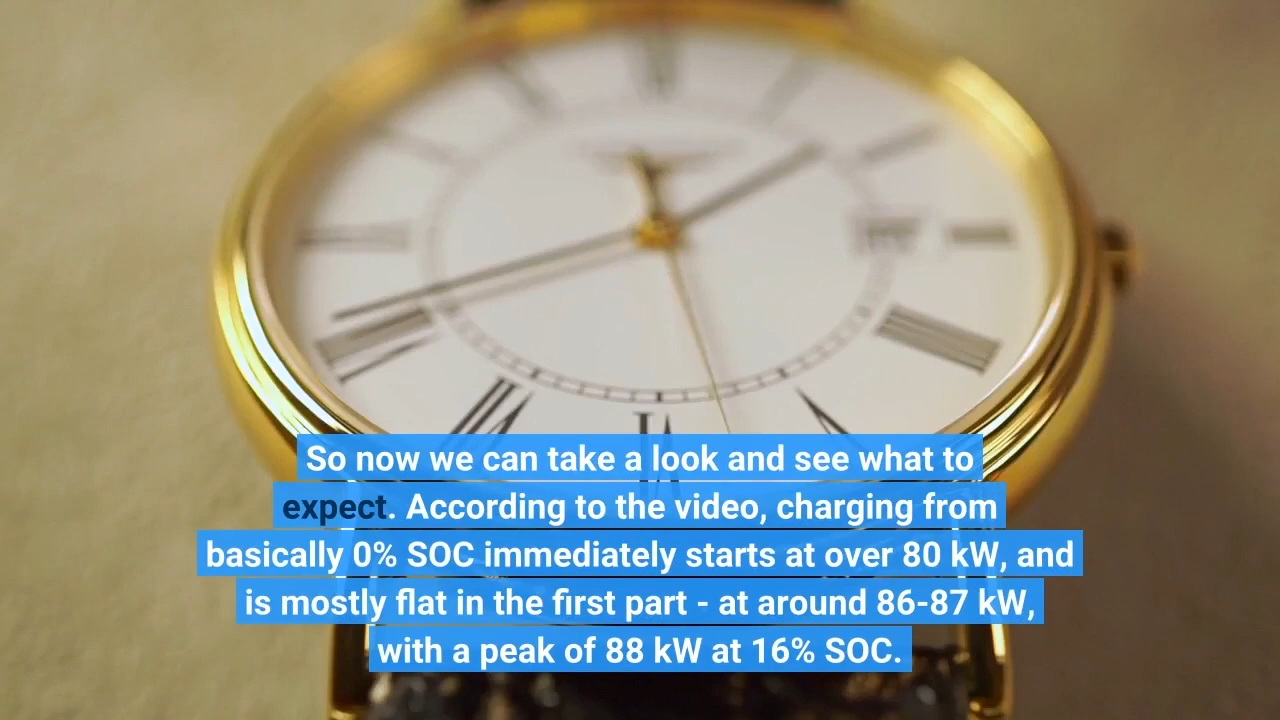 So now we can take a look and see what to
expect. According to the video, charging from
basically 0% SOC immediately starts at over 80 kW, and
is mostly flat in the first part - at around 86-87 kW,
with a peak of 88 kW at 16% SOC.